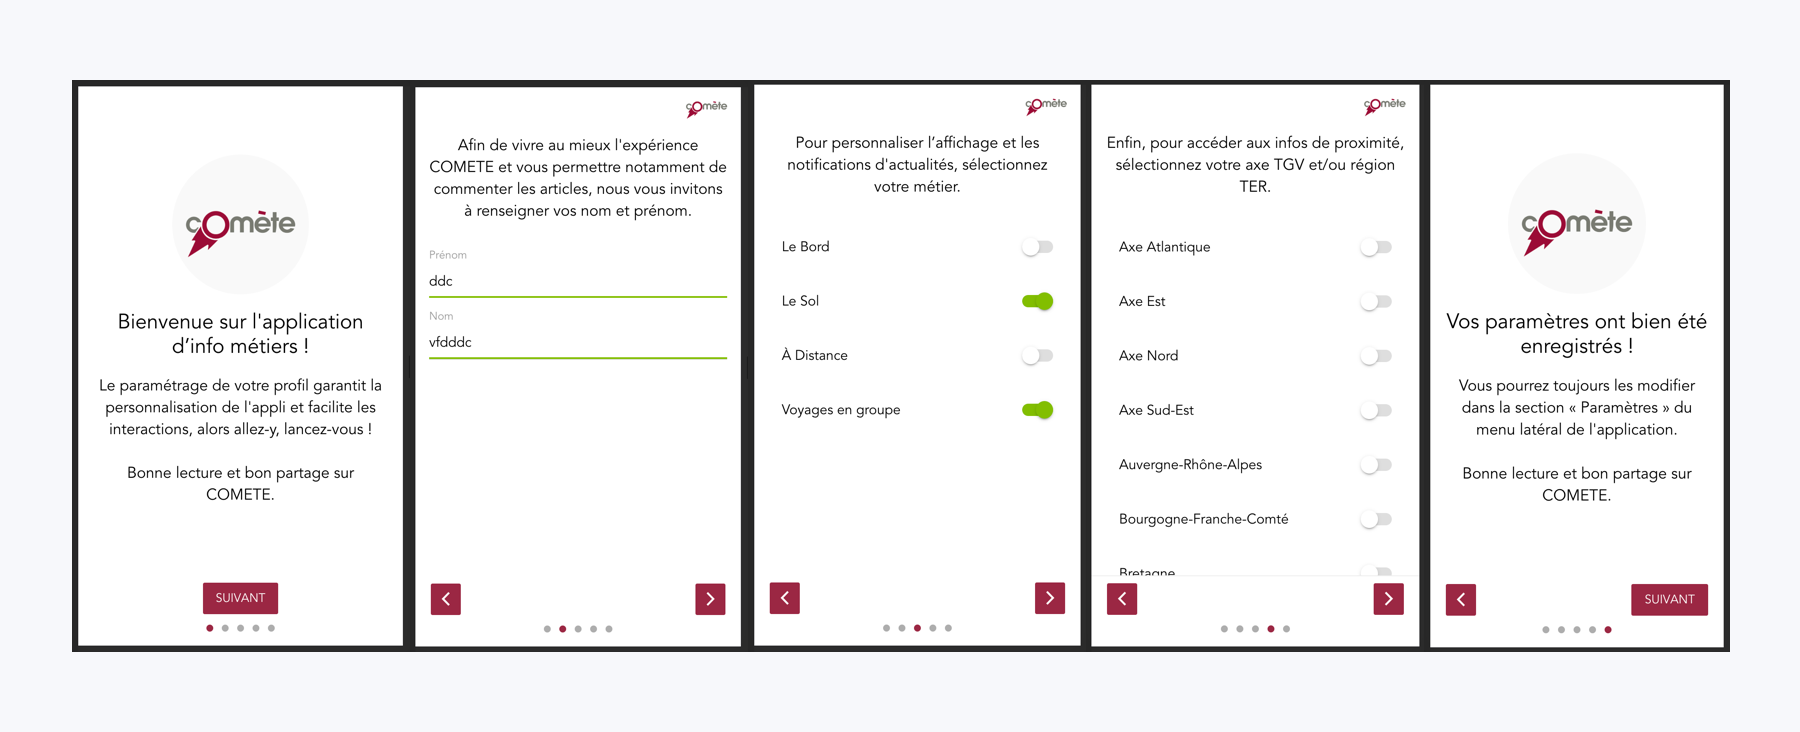 comète
Bienvenue sur l'application
d’info métiers !
Le paramétrage de votre profil garantit la
personnalisation de l'appli et facilite les
interactions, alors allez-y, lancez-vous !
Bonne lecture et bon partage sur
COMETE.
SUIVANT
comète
Afin de vivre au mieux l'expérience
COMETE et vous permettre notamment de
commenter les articles, nous vous invitons
à renseigner vos nom et prénom.
Prénom
ddc
Nom
vfdddc
comète
Pour personnaliser l’affichage et les
notifications d'actualités, sélectionnez
votre métier.
Le Bord
Le Sol
À Distance
Voyages en groupe
comète
Enfin, pour accéder aux infos de proximité,
sélectionnez votre axe TGV et/ou région
TER.
Axe Atlantique
Axe Est
Axe Nord
Axe Sud-Est
Auvergne-Rhône-Alpes
Bourgogne-Franche-Comté
Bretagne
comète
Vos paramètres ont bien été
enregistrés !
Vous pourrez toujours les modifier
dans la section « Paramètres » du
menu latéral de l'application.
Bonne lecture et bon partage sur
COMETE.
SUIVANT